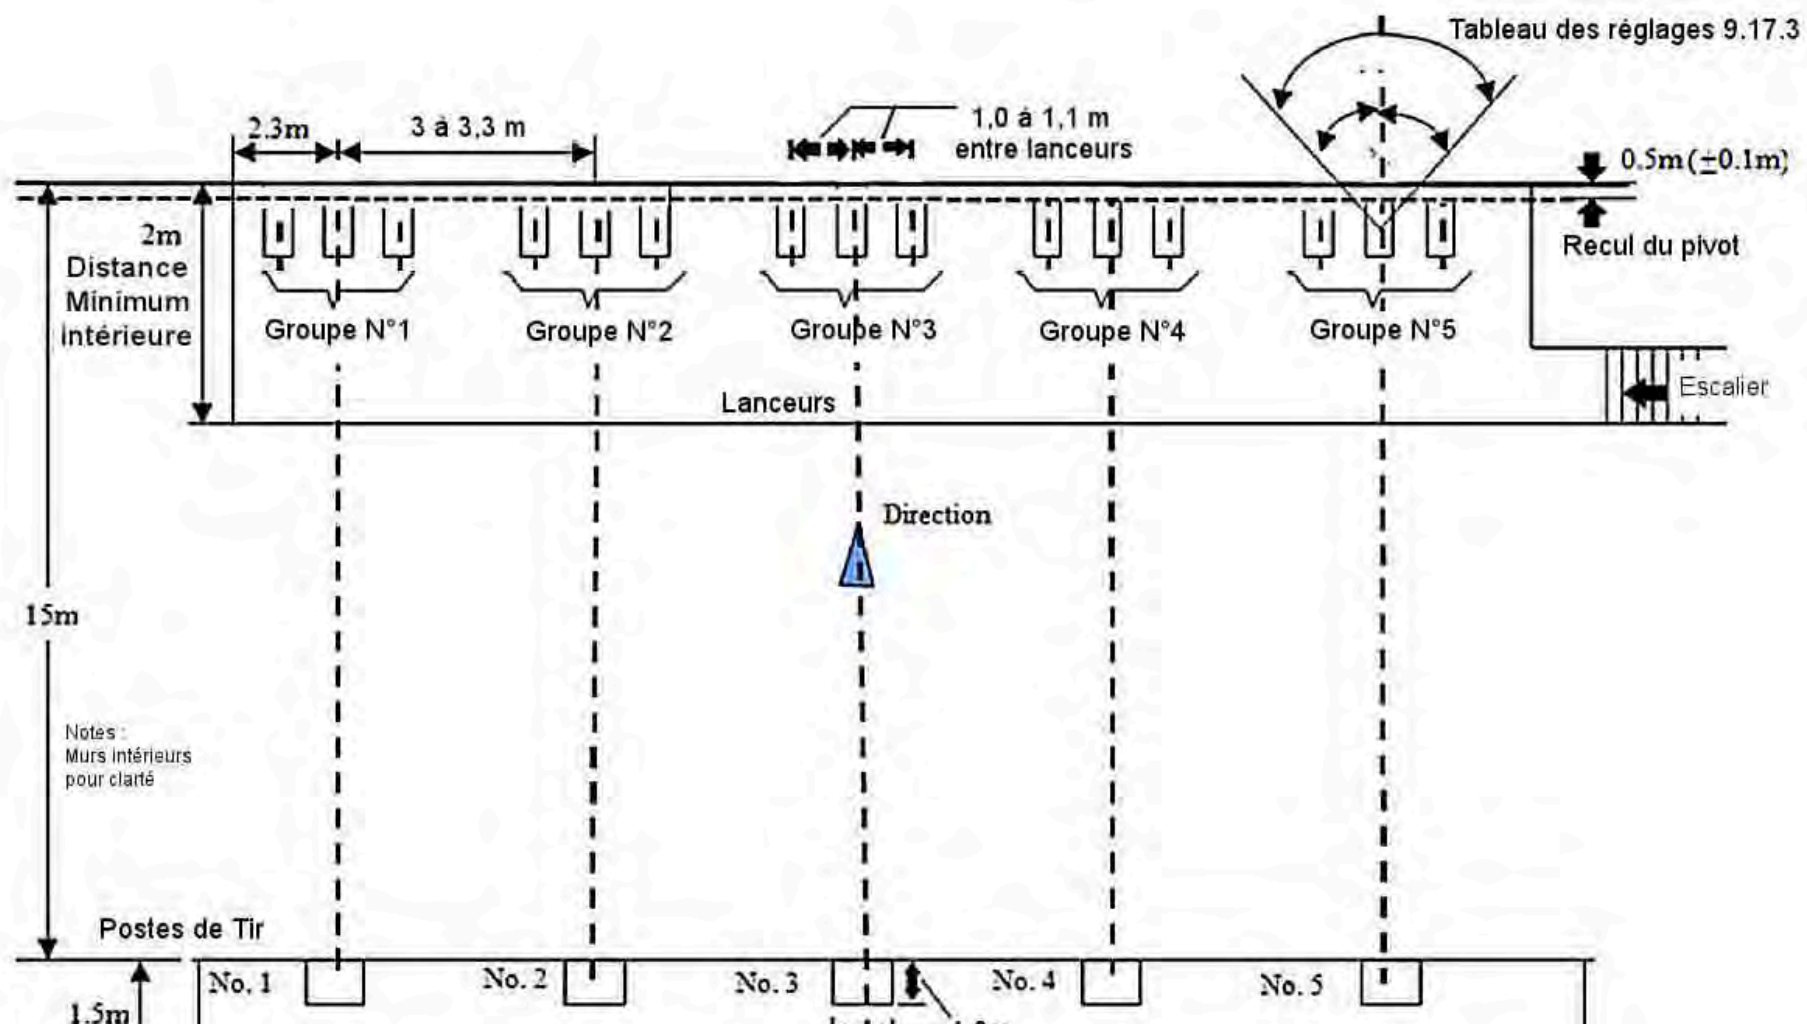 Tableau des réglages 9.17.3
2.3m
3 à 3,3 m
1,0 à 1,1 m
entre lanceurs
0.5m (±0.1m)
2m
Distance
Minimum
intérieure
Recul du pivot
Groupe N°1
Groupe N°2
Groupe N°3
Groupe N°4
Groupe N°5
Escalier
Lanceurs
Direction
15m
Notes :
Murs intérieurs
pour clarté
Postes de Tir
No. 1
No. 2
No. 3
No. 4
No. 5
1.5m